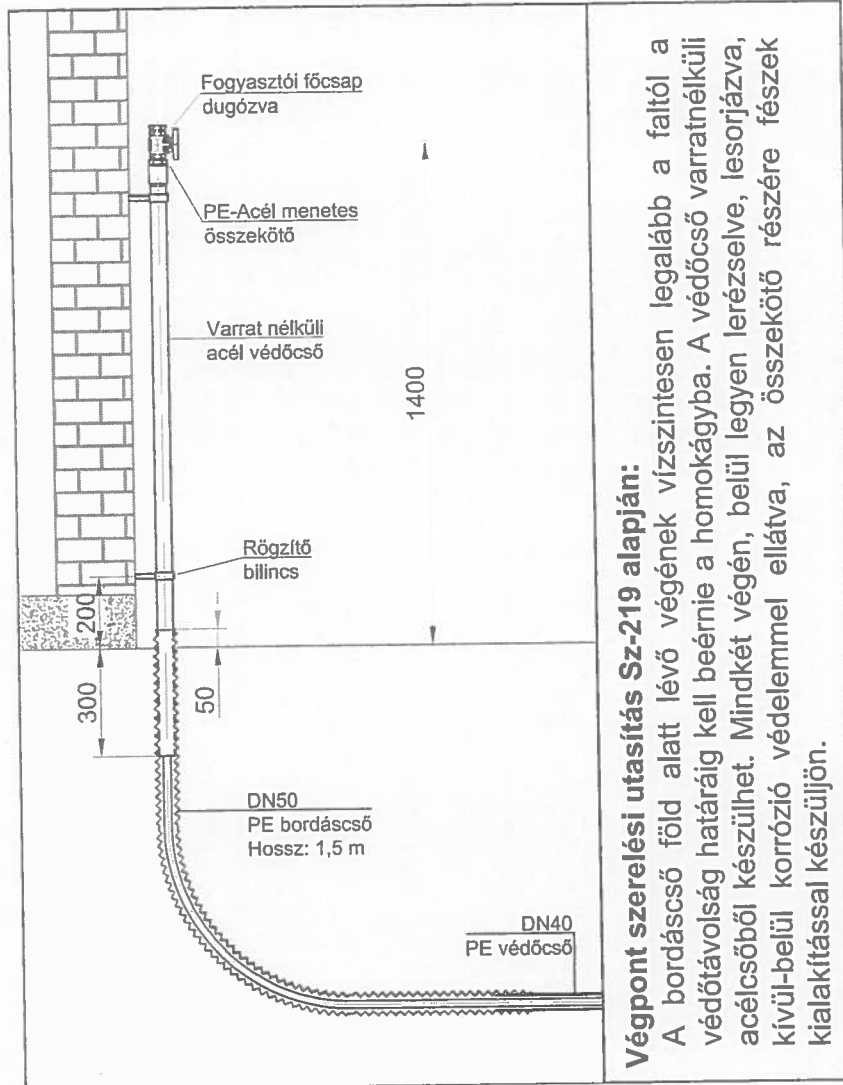 Fogyasztói főcsap
dugózva
PE-Acél menetes
összekötő
Varrat nélküli
acél védőcső
1400
Rögzítő
bilincs
200
300
50
DN50
PE bordáscső
Hossz: 1,5 m
DN40
PE védőcső
Végpont szerelési utasítás Sz-219 alapján:
A bordáscső föld alatt lévő végének vízszintesen legalább a faltól a
védőtávolság határáig kell beérnie a homokágyba. A védőcső varratnélküli
acélcsőből készülhet. Mindkét végén, belül legyen lerézselve, lesorjázva,
kívül-belül korrózió védelemmel ellátva, az összekötő részére fészek
kialakítással készüljön.